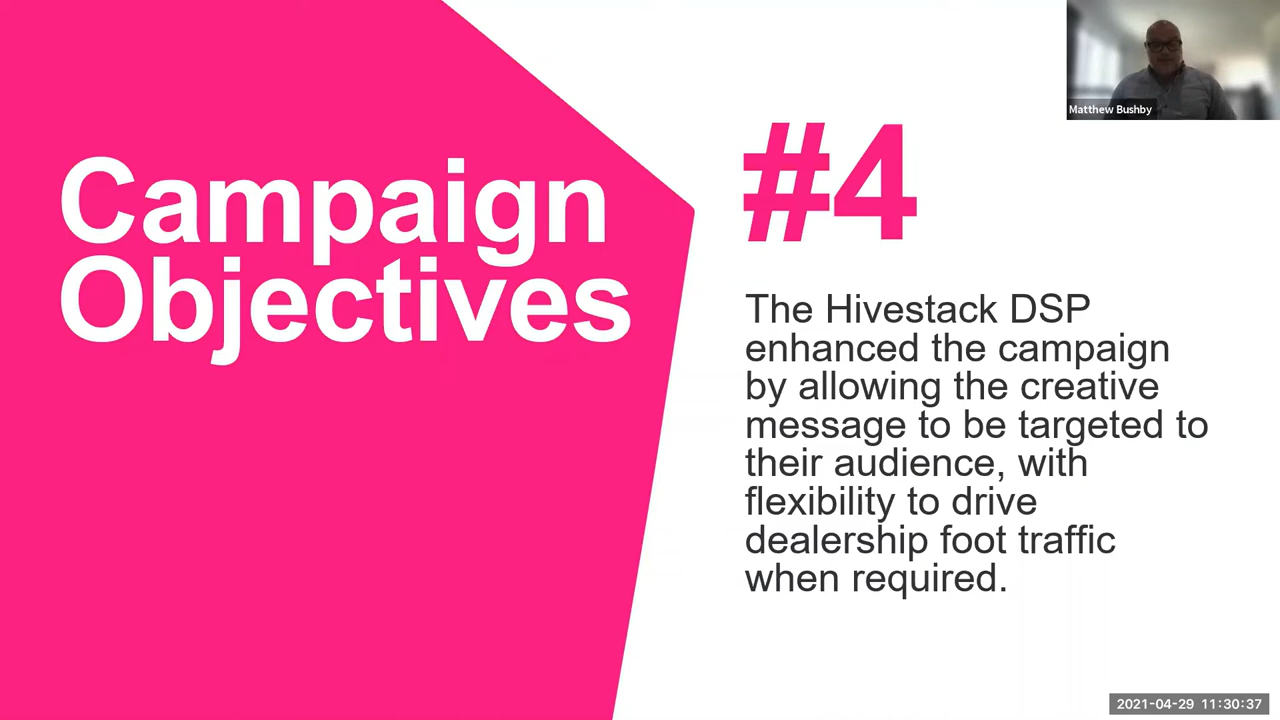 Campaign
Objectives
#4
The Hivestack DSP
enhanced the campaign
by allowing the creative
message to be targeted to
their audience, with
flexibility to drive
dealership foot traffic
when required.
Matthew Bushby
2021-04-29 11:30:37